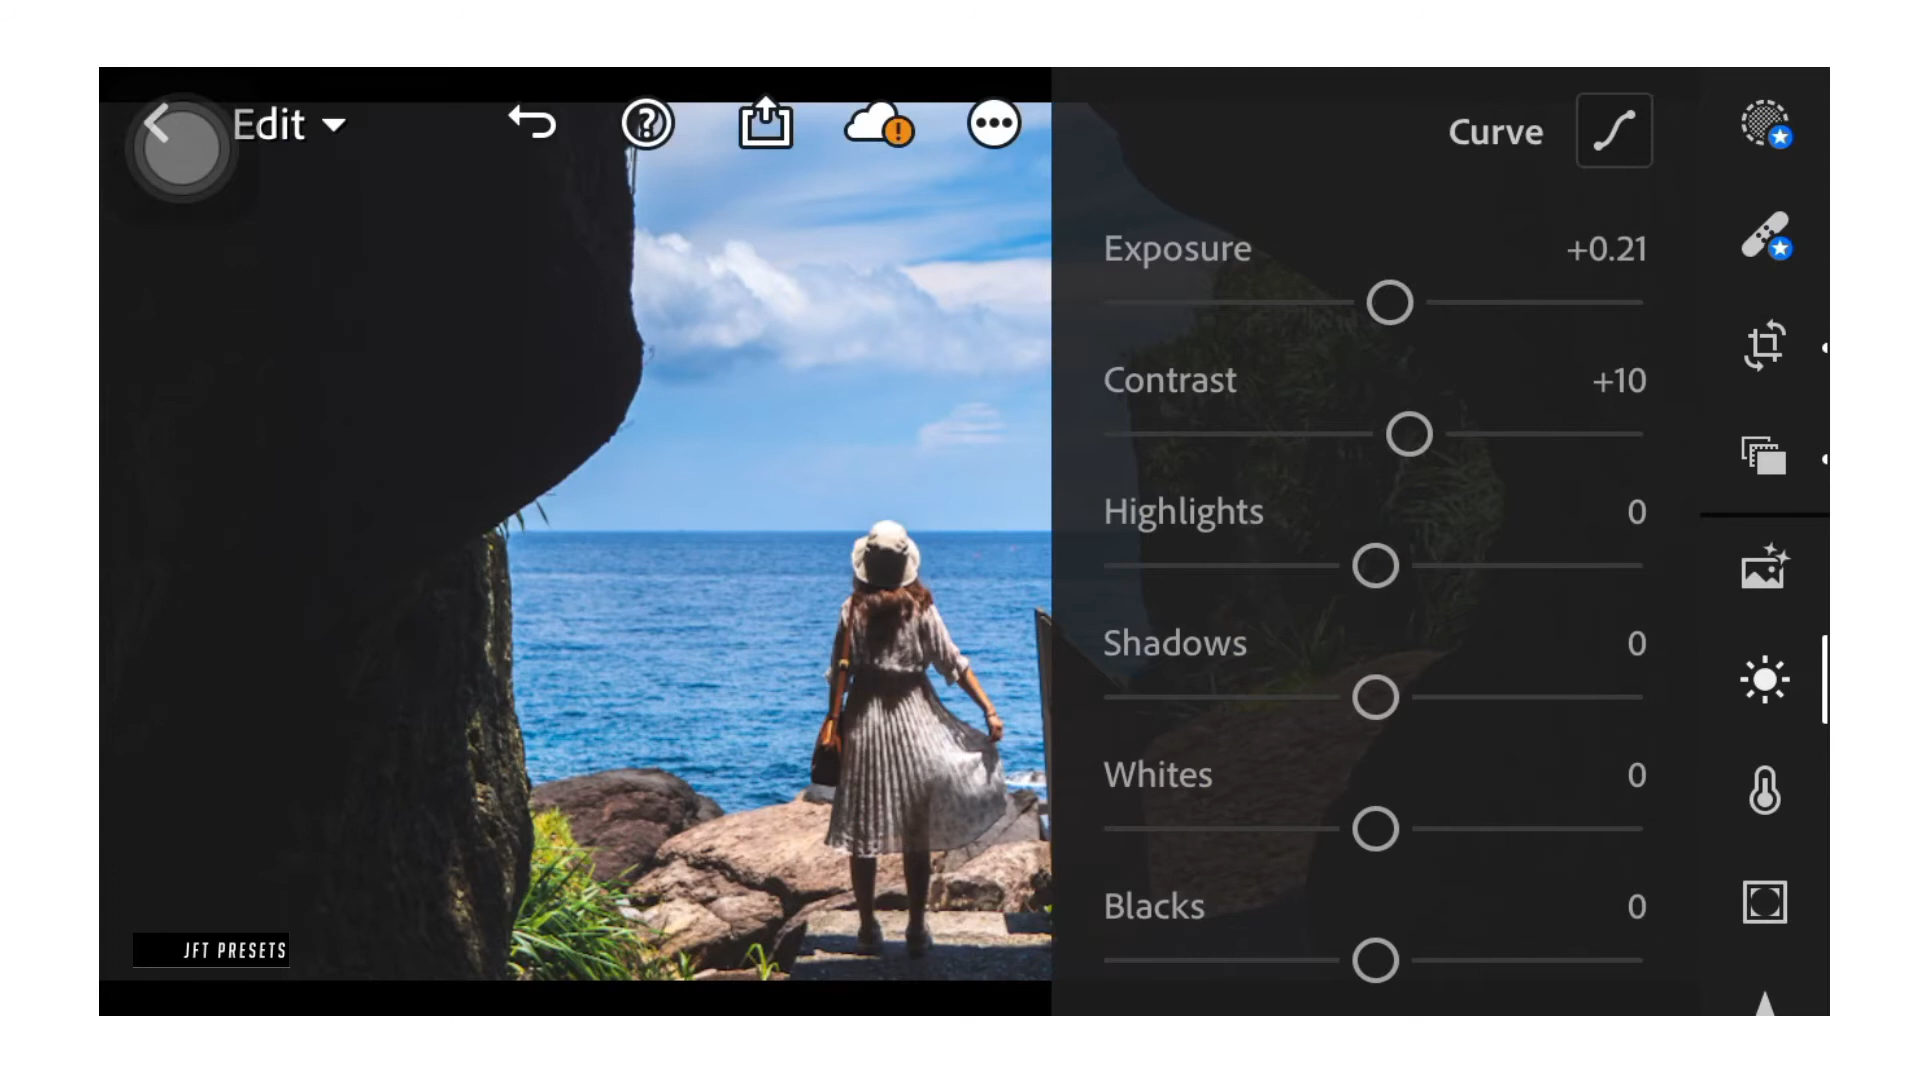 Edit
Curve
Exposure +0.21
Contrast +10
Highlights 0
Shadows 0
Whites 0
Blacks 0
JFT PRESETS